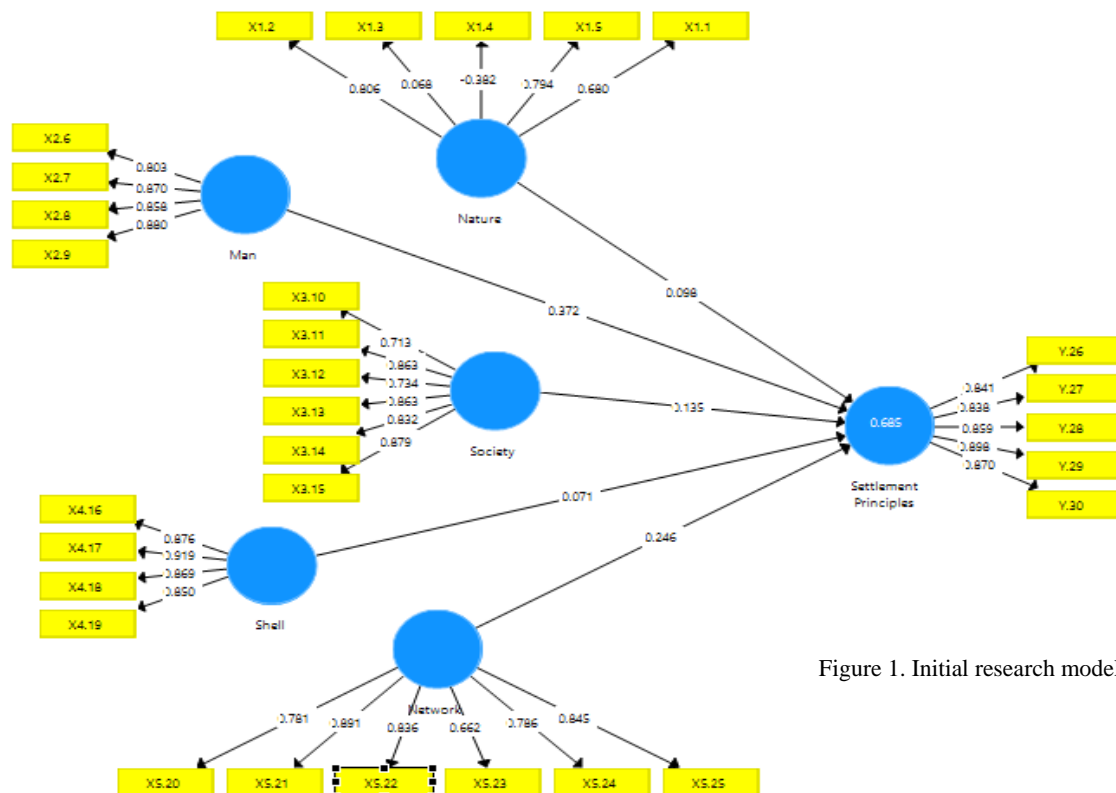 X1.2 X1.3 X1.4 X1.5 X1.1
0.806 0.068 -0.382 0.794 0.680
Nature
X2.6
X2.7
X2.8
X2.9
0.803
0.870
0.858
0.880
Man
0.098
0.372
X3.10
X3.11
X3.12
X3.13
X3.14
X3.15
0.713
0.863
0.734
0.863
0.832
0.879
Society
0.135
0.685
Settlement
Principles
Y.26
Y.27
Y.28
Y.29
Y.30
0.841
0.838
0.859
0.898
0.870
X4.16
X4.17
X4.18
X4.19
0.876
0.919
0.869
0.850
Shell
0.071
0.246
Network
0.781 0.891 0.836 0.662 0.786 0.845
X5.20 X5.21 X5.22 X5.23 X5.24 X5.25
Figure 1. Initial research model